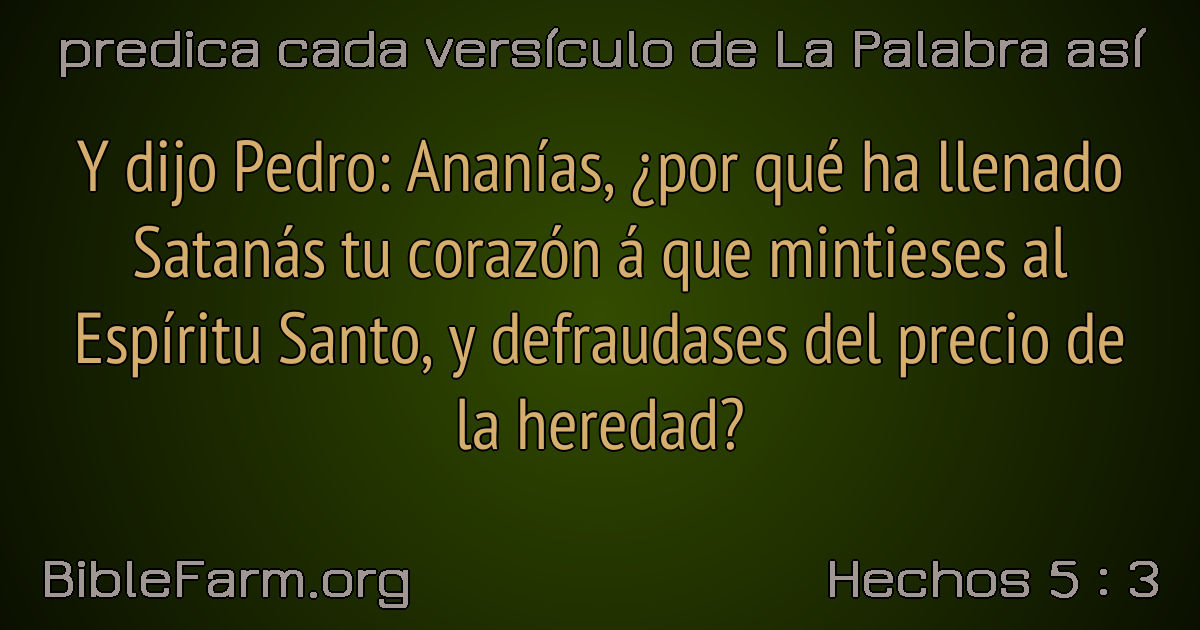 predica cada versículo de La Palabra así
Y dijo Pedro: Ananías, ¿por qué ha llenado
Satanás tu corazón á que mintieses al
Espíritu Santo, y defraudases del precio de
la heredad?
BibleFarm.org
Hechos 5 : 3